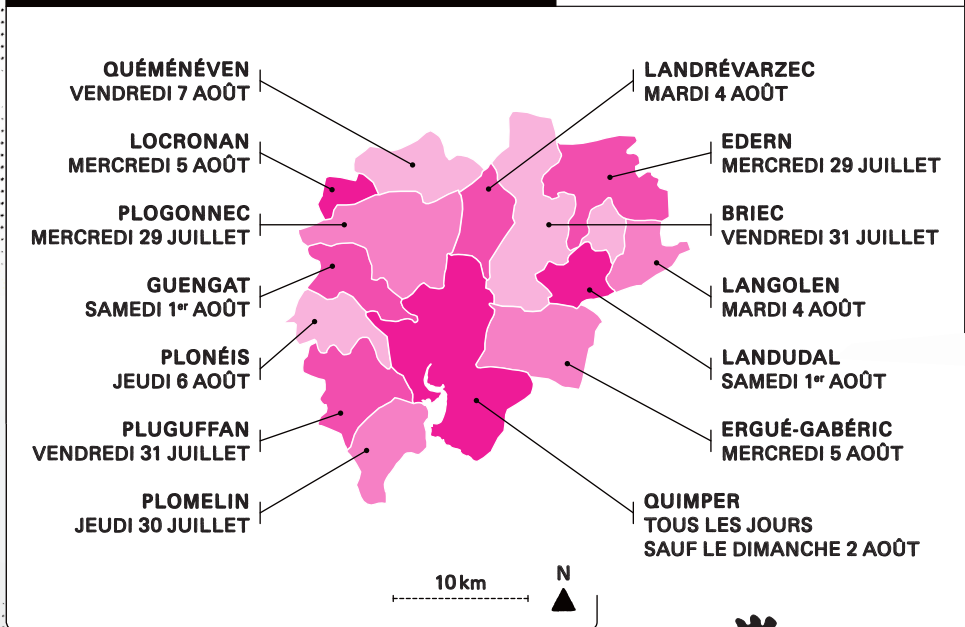 QUÉMÉNÉVEN
VENDREDI 7 AOÛT
LOCRONAN
MERCREDI 5 AOÛT
PLOGONNEC
MERCREDI 29 JUILLET
GUENGAT
SAMEDI 1er AOÛT
PLONÉIS
JEUDI 6 AOÛT
PLUGUFFAN
VENDREDI 31 JUILLET
PLOMELIN
JEUDI 30 JUILLET
LANDRÉVARZEC
MARDI 4 AOÛT
EDERN
MERCREDI 29 JUILLET
BRIEC
VENDREDI 31 JUILLET
LANGOLEN
MARDI 4 AOÛT
LANDUDAL
SAMEDI 1er AOÛT
ERGUÉ-GABÉRIC
MERCREDI 5 AOÛT
QUIMPER
TOUS LES JOURS
SAUF LE DIMANCHE 2 AOÛT
10 km
N